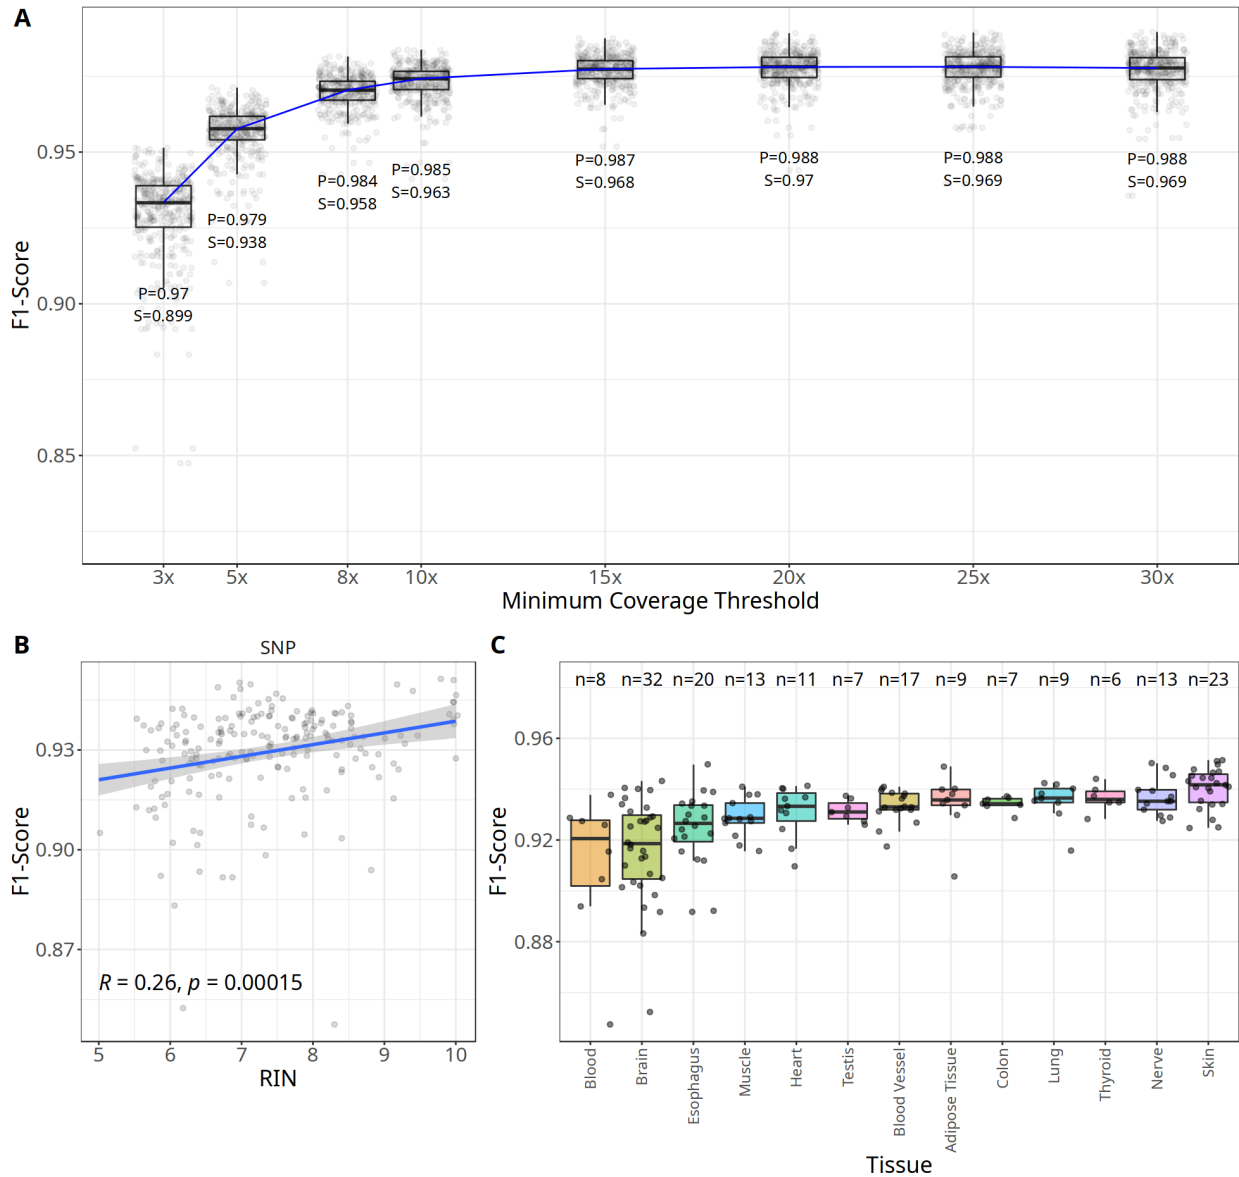 A
F1-Score
0.95
0.90
0.85
P=0.97
S=0.899
P=0.979
S=0.938
P=0.984
S=0.958
P=0.985
S=0.963
P=0.987
S=0.968
P=0.988
S=0.97
P=0.988
S=0.969
P=0.988
S=0.969
3x 5x 8x 10x 15x 20x 25x 30x
Minimum Coverage Threshold
B
SNP
F1-Score
0.93
0.90
0.87
R = 0.26, p = 0.00015
5 6 7 8 9 10
RIN
C
n=8 n=32 n=20 n=13 n=11 n=7 n=17 n=9 n=7 n=9 n=6 n=13 n=23
F1-Score
0.96
0.92
0.88
Blood
Brain
Esophagus
Muscle
Heart
Testis
Blood Vessel
Adipose Tissue
Colon
Lung
Thyroid
Nerve
Skin
Tissue